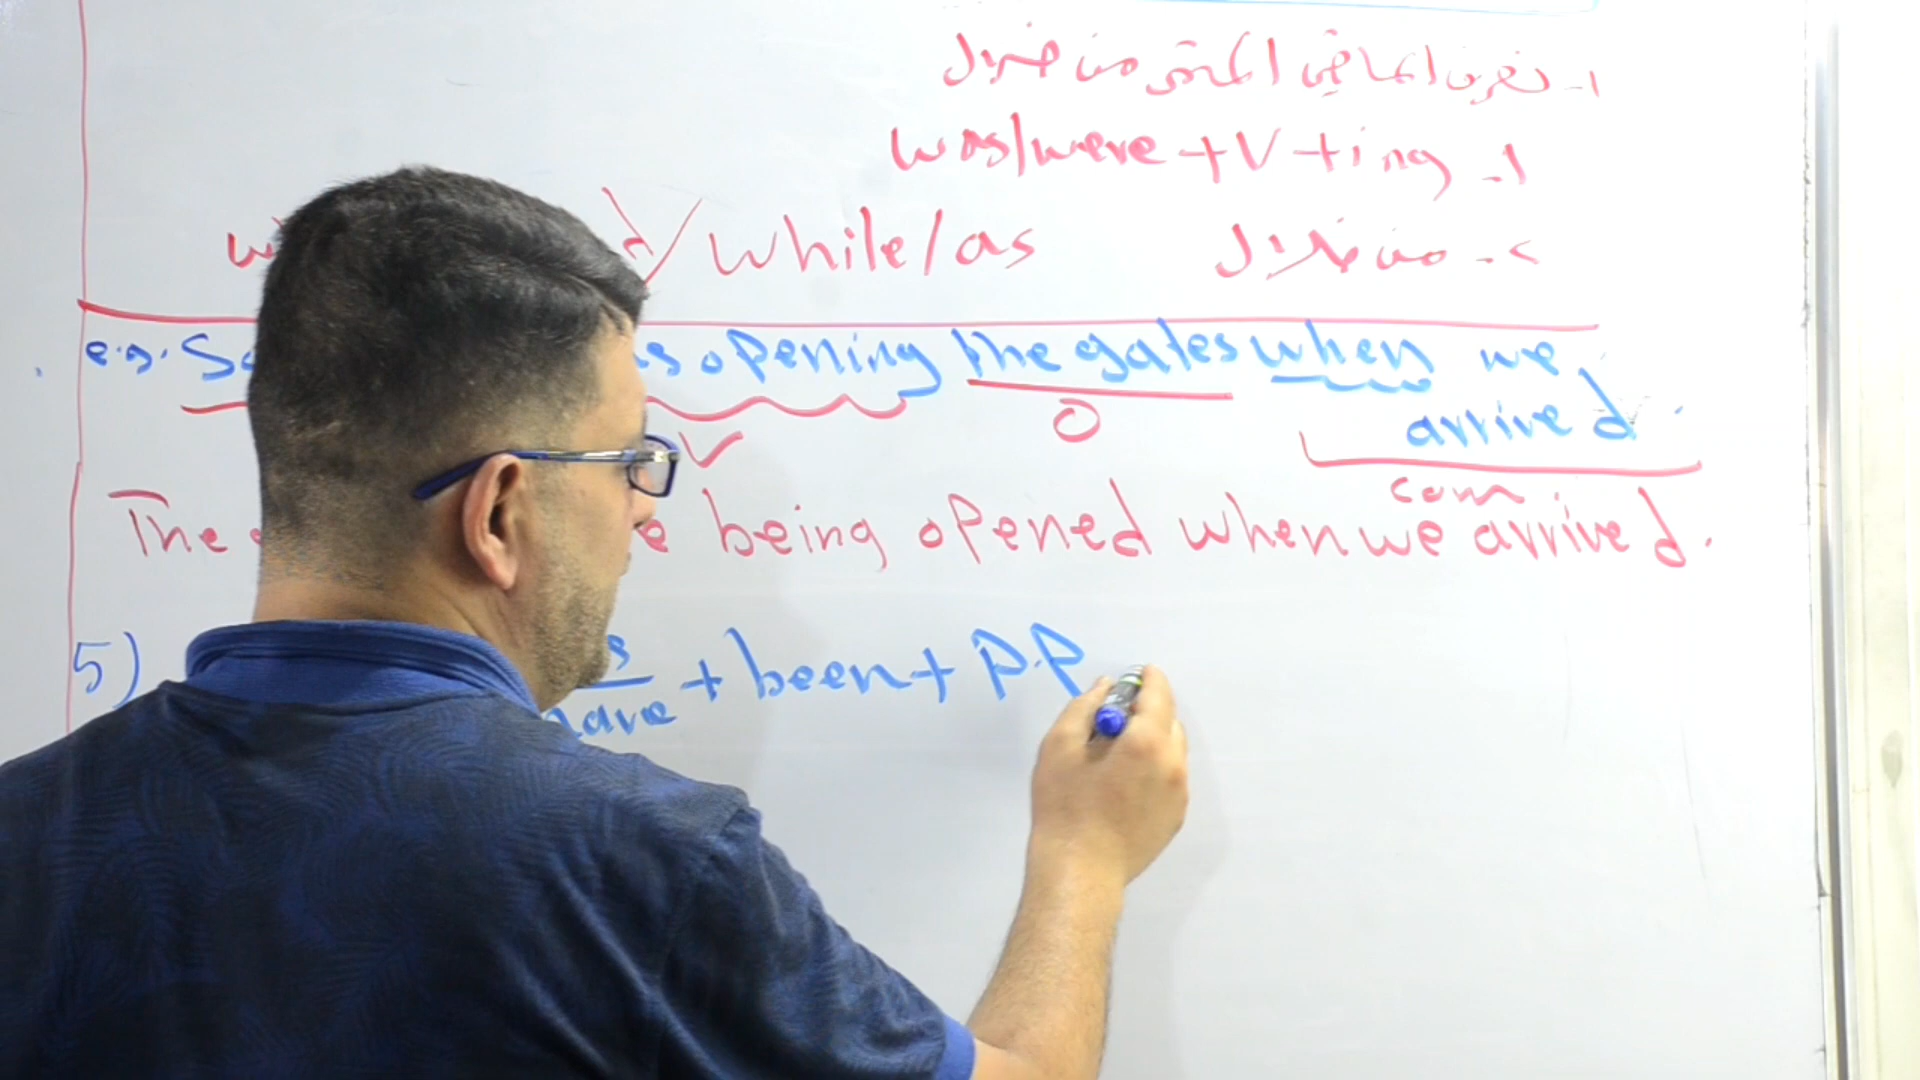 ١- نعرف الماضي المستمر من خلال
was/were + V + ing -١
while/as ٢- من خلال
e.g. opening the gates when we
arrived.
V O com
The being opened when we arrived.
5) have + been + P.P